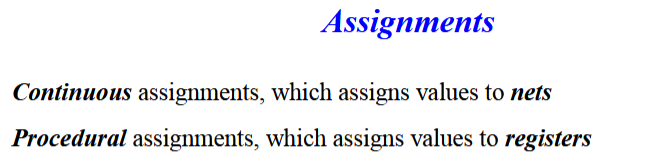 Assignments
Continuous assignments, which assigns values to nets
Procedural assignments, which assigns values to registers